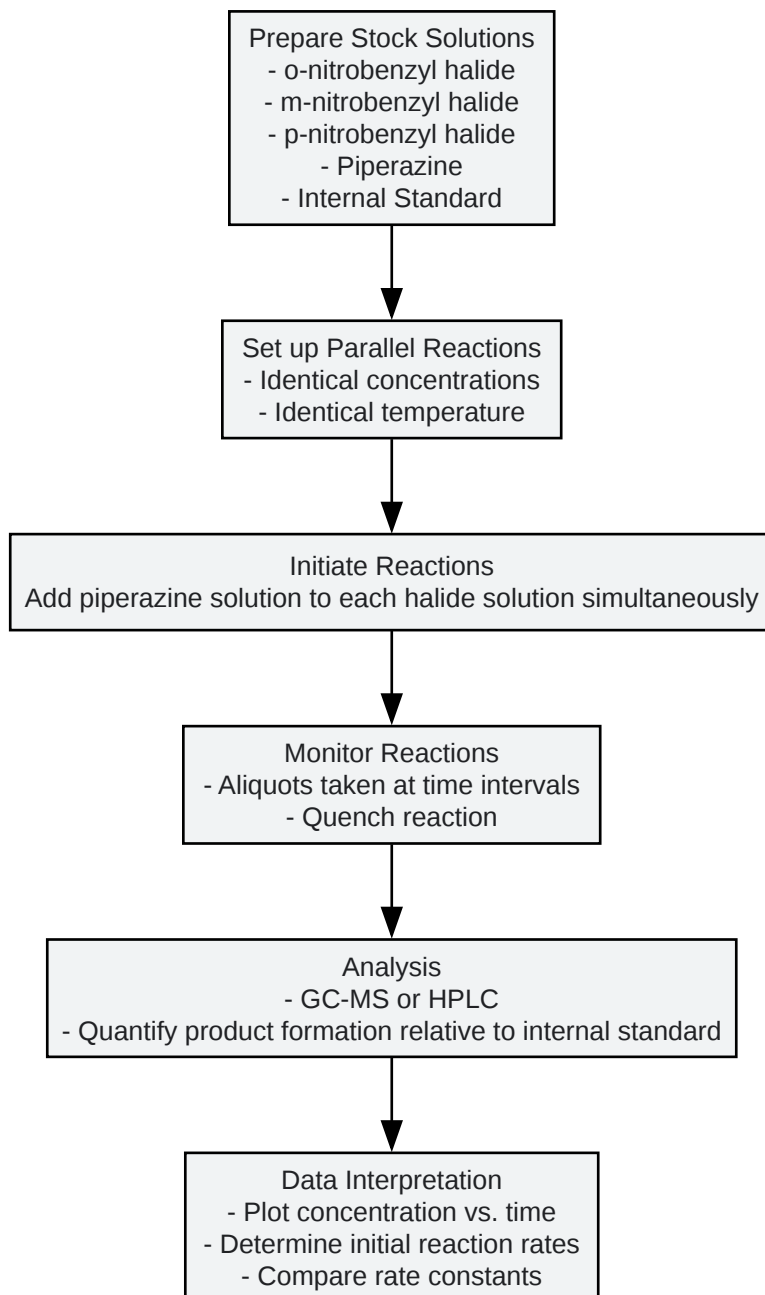 Prepare Stock Solutions
- o-nitrobenzyl halide
- m-nitrobenzyl halide
- p-nitrobenzyl halide
- Piperazine
- Internal Standard
Set up Parallel Reactions
- Identical concentrations
- Identical temperature
Initiate Reactions
Add piperazine solution to each halide solution simultaneously
Monitor Reactions
- Aliquots taken at time intervals
- Quench reaction
Analysis
- GC-MS or HPLC
- Quantify product formation relative to internal standard
Data Interpretation
- Plot concentration vs. time
- Determine initial reaction rates
- Compare rate constants